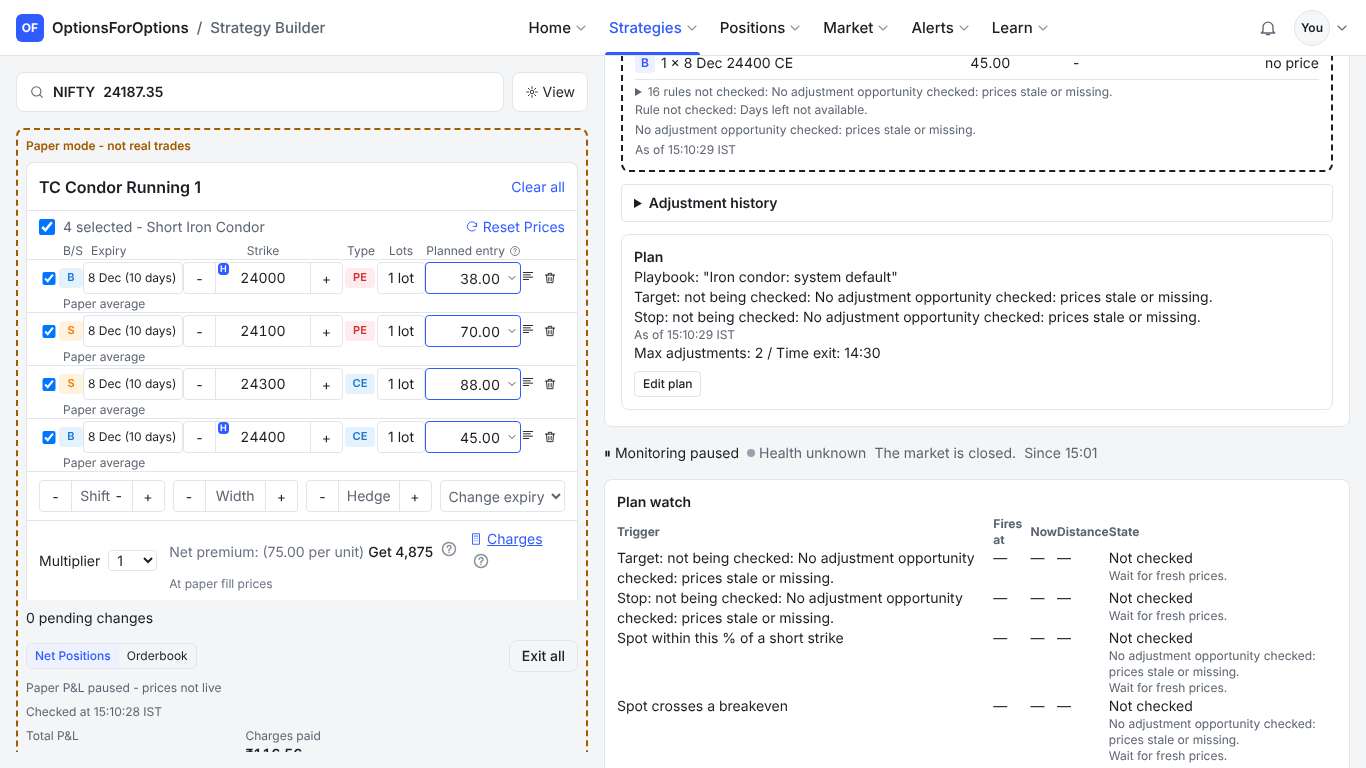 OF OptionsForOptions / Strategy Builder Home Strategies Positions Market Alerts Learn You
NIFTY 24187.35 View
Paper mode - not real trades
TC Condor Running 1 Clear all
4 selected - Short Iron Condor Reset Prices
B/S Expiry Strike Type Lots Planned entry ?
B 8 Dec (10 days) - H 24000 + PE 1 lot 38.00
Paper average
S 8 Dec (10 days) - 24100 + PE 1 lot 70.00
Paper average
S 8 Dec (10 days) - 24300 + CE 1 lot 88.00
Paper average
B 8 Dec (10 days) - H 24400 + CE 1 lot 45.00
Paper average
- Shift - + - Width + - Hedge + Change expiry
Multiplier 1 Net premium: (75.00 per unit) Get 4,875 ? Charges ?
At paper fill prices
0 pending changes
Net Positions Orderbook Exit all
Paper P&L paused - prices not live
Checked at 15:10:28 IST
Total P&L Charges paid
B 1 × 8 Dec 24400 CE 45.00 - no price
16 rules not checked: No adjustment opportunity checked: prices stale or missing.
Rule not checked: Days left not available.
No adjustment opportunity checked: prices stale or missing.
As of 15:10:29 IST
Adjustment history
Plan
Playbook: "Iron condor: system default"
Target: not being checked: No adjustment opportunity checked: prices stale or missing.
Stop: not being checked: No adjustment opportunity checked: prices stale or missing.
As of 15:10:29 IST
Max adjustments: 2 / Time exit: 14:30
Edit plan
Monitoring paused Health unknown The market is closed. Since 15:01
Plan watch
Trigger Fires at Now Distance State
Target: not being checked: No adjustment opportunity — — — Not checked
checked: prices stale or missing. Wait for fresh prices.
Stop: not being checked: No adjustment opportunity — — — Not checked
checked: prices stale or missing. Wait for fresh prices.
Spot within this % of a short strike — — — Not checked
No adjustment opportunity checked:
prices stale or missing.
Wait for fresh prices.
Spot crosses a breakeven — — — Not checked
No adjustment opportunity checked:
prices stale or missing.
Wait for fresh prices.